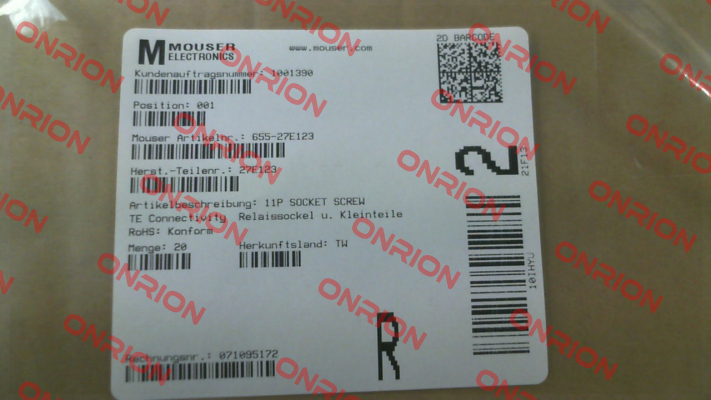 MOUSER
ELECTRONICS
www.mouser.com
2D BARCODE
Kundenauftragsnummer: 1001390
Position: 001
Mouser Artikelnr.: 655-27E123
Herst.-Teilenr.: 27E123
Artikelbeschreibung: 11P SOCKET SCREW
TE Connectivity Relaissockel u. Kleinteile
RoHS: Konform
Menge: 20 Herkunftsland: TW
Rechnungsnr.: 071095172
R
2
21F13
101HYJ
ONRION